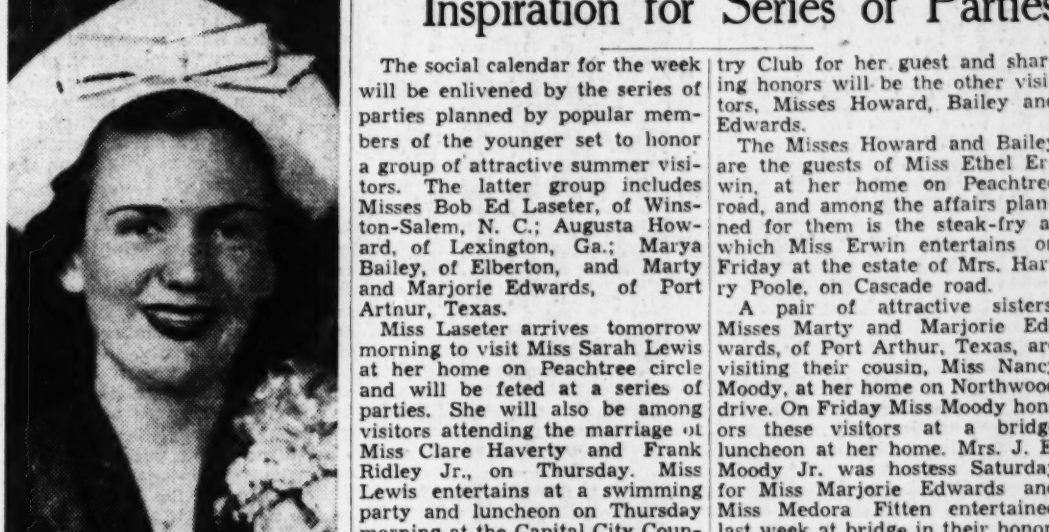 Inspiration for Series of Parties
The social calendar for the week
will be enlivened by the series of
parties planned by popular mem-
bers of the younger set to honor
a group of attractive summer visi-
tors. The latter group includes
Misses Bob Ed Laseter, of Wins-
ton-Salem, N. C.; Augusta How-
ard, of Lexington, Ga.; Marya
Bailey, of Elberton, and Marty
and Marjorie Edwards, of Port
Artnur, Texas.
Miss Laseter arrives tomorrow
morning to visit Miss Sarah Lewis
at her home on Peachtree circle
and will be feted at a series of
parties. She will also be among
visitors attending the marriage of
Miss Clare Haverty and Frank
Ridley Jr., on Thursday. Miss
Lewis entertains at a swimming
party and luncheon on Thursday
morning at the Capital City Coun-
try Club for her guest and shar
ing honors will be the other visi
tors, Misses Howard, Bailey and
Edwards.
The Misses Howard and Bailey
are the guests of Miss Ethel Er
win, at her home on Peachtree
road, and among the affairs plan
ned for them is the steak-fry a
which Miss Erwin entertains on
Friday at the estate of Mrs. Har
ry Poole, on Cascade road.
A pair of attractive sisters
Misses Marty and Marjorie Ed
wards, of Port Arthur, Texas, are
visiting their cousin, Miss Nancy
Moody, at her home on Northwood
drive. On Friday Miss Moody hon
ors these visitors at a bridge
luncheon at her home. Mrs. J. E
Moody Jr. was hostess Saturday
for Miss Marjorie Edwards and
Miss Medora Fitten entertained
last week at bridge in their honor